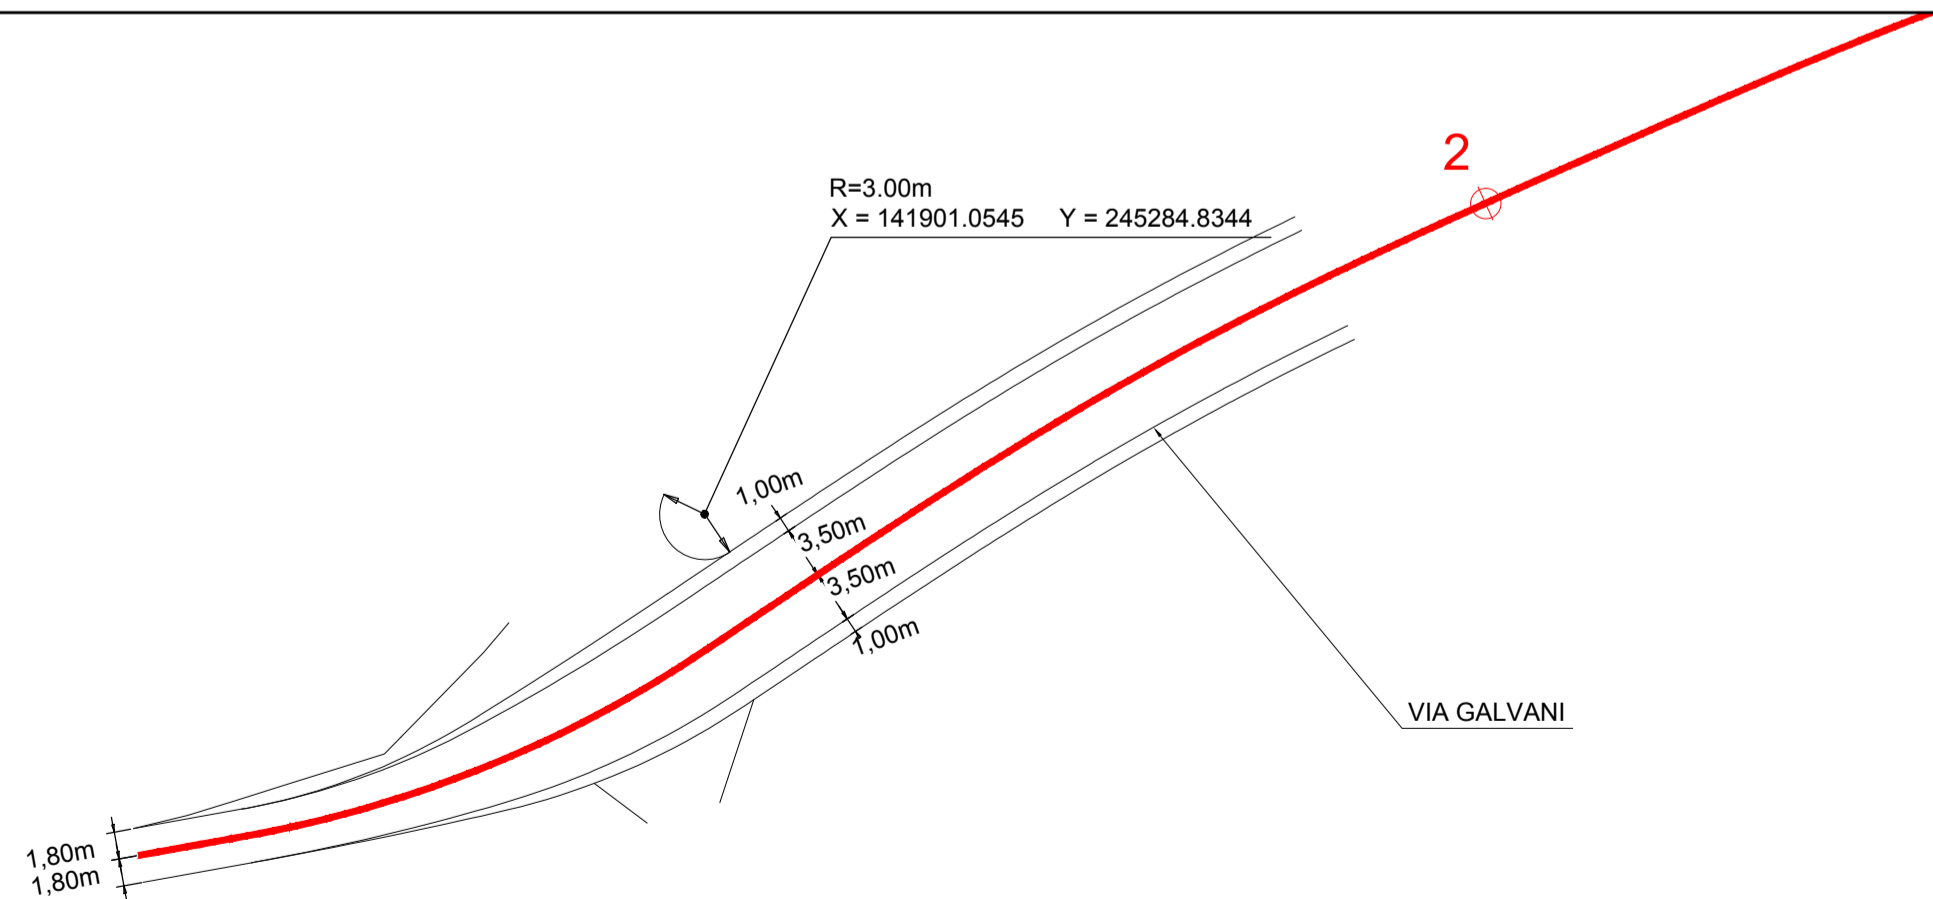 2
R=3.00m
X = 141901.0545 Y = 245284.8344
1,00m
3,50m
3,50m
1,00m
VIA GALVANI
1,80m
1,80m